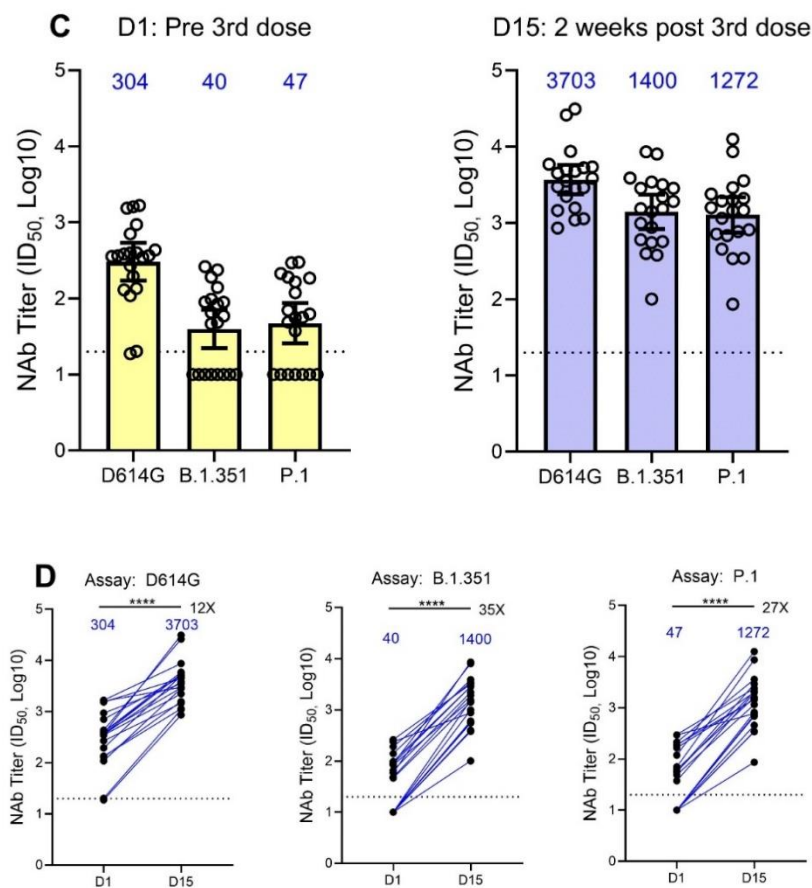 C
D1: Pre 3rd dose
NAb Titer (ID50, Log10)
5
4
3
2
1
0
304 40 47
D614G B.1.351 P.1
D15: 2 weeks post 3rd dose
NAb Titer (ID50, Log10)
5
4
3
2
1
0
3703 1400 1272
D614G B.1.351 P.1
D
Assay: D614G
**** 12X
304 3703
NAb Titer (ID50, Log10)
5
4
3
2
1
0
D1 D15
Assay: B.1.351
**** 35X
40 1400
NAb Titer (ID50, Log10)
5
4
3
2
1
0
D1 D15
Assay: P.1
**** 27X
47 1272
NAb Titer (ID50, Log10)
5
4
3
2
1
0
D1 D15